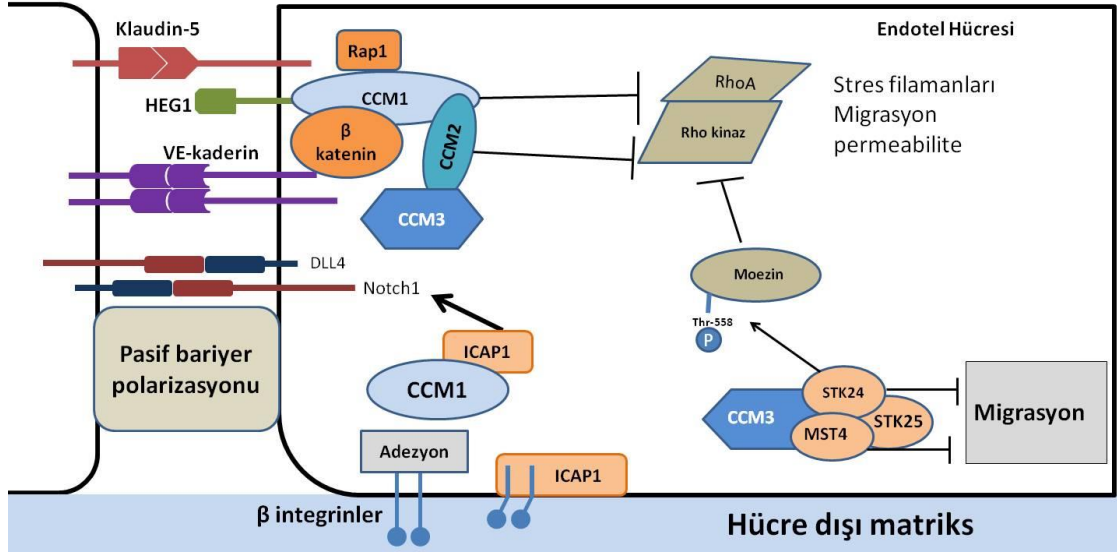 Klaudin-5
Rap1
Endotel Hücresi
HEG1
CCM1
RhoA
Stres filamanları
Migrasyon
permeabilite
β
katenin
CCM2
Rho kinaz
VE-kaderin
CCM3
DLL4
Notch1
Moezin
Thr-558
P
Pasif bariyer
polarizasyonu
ICAP1
CCM1
CCM3
STK24
MST4
STK25
Migrasyon
Adezyon
ICAP1
β integrinler
Hücre dışı matriks